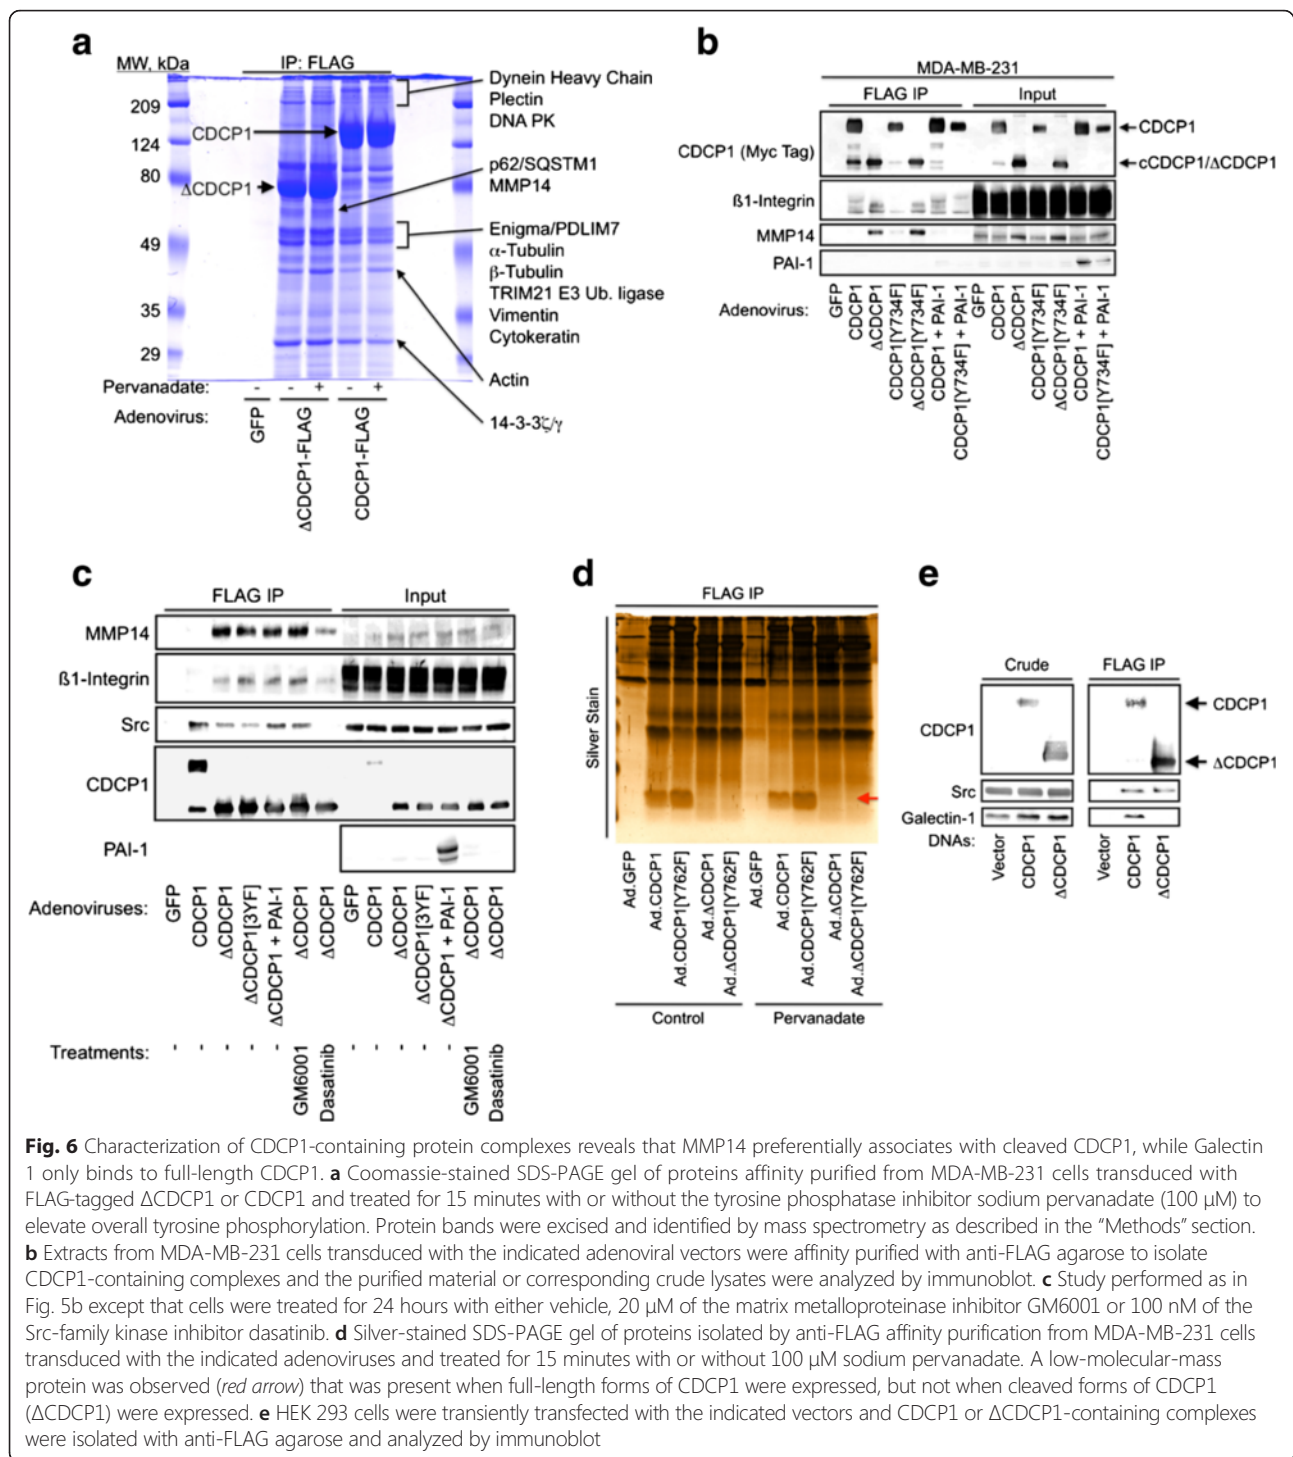 a
MW, kDa
IP: FLAG
209
124
80
49
35
29
CDCP1
ΔCDCP1
Dynein Heavy Chain
Plectin
DNA PK
p62/SQSTM1
MMP14
Enigma/PDLIM7
α-Tubulin
β-Tubulin
TRIM21 E3 Ub. ligase
Vimentin
Cytokeratin
Actin
14-3-3ζ/γ
Pervanadate: - - + - +
Adenovirus:
GFP
ΔCDCP1-FLAG
CDCP1-FLAG
b
MDA-MB-231
FLAG IP Input
CDCP1 (Myc Tag)
CDCP1
cCDCP1/ΔCDCP1
ß1-Integrin
MMP14
PAI-1
Adenovirus:
GFP
CDCP1
ΔCDCP1
CDCP1[Y734F]
ΔCDCP1[Y734F]
CDCP1 + PAI-1
CDCP1[Y734F] + PAI-1
GFP
CDCP1
ΔCDCP1
CDCP1[Y734F]
ΔCDCP1[Y734F]
CDCP1 + PAI-1
CDCP1[Y734F] + PAI-1
c
FLAG IP Input
MMP14
ß1-Integrin
Src
CDCP1
PAI-1
Adenoviruses:
GFP
CDCP1
ΔCDCP1
ΔCDCP1[3YF]
ΔCDCP1 + PAI-1
ΔCDCP1
ΔCDCP1
GFP
CDCP1
ΔCDCP1
ΔCDCP1[3YF]
ΔCDCP1 + PAI-1
ΔCDCP1
ΔCDCP1
Treatments: - - - - - GM6001 Dasatinib - - - - - GM6001 Dasatinib
d
FLAG IP
Silver Stain
Ad.GFP
Ad.CDCP1
Ad.CDCP1[Y762F]
Ad.ΔCDCP1
Ad.ΔCDCP1[Y762F]
Ad.GFP
Ad.CDCP1
Ad.CDCP1[Y762F]
Ad.ΔCDCP1
Ad.ΔCDCP1[Y762F]
Control Pervanadate
e
Crude FLAG IP
CDCP1
CDCP1
ΔCDCP1
Src
Galectin-1
DNAs:
Vector
CDCP1
ΔCDCP1
Vector
CDCP1
ΔCDCP1
Fig. 6 Characterization of CDCP1-containing protein complexes reveals that MMP14 preferentially associates with cleaved CDCP1, while Galectin
1 only binds to full-length CDCP1. a Coomassie-stained SDS-PAGE gel of proteins affinity purified from MDA-MB-231 cells transduced with
FLAG-tagged ΔCDCP1 or CDCP1 and treated for 15 minutes with or without the tyrosine phosphatase inhibitor sodium pervanadate (100 μM) to
elevate overall tyrosine phosphorylation. Protein bands were excised and identified by mass spectrometry as described in the "Methods" section.
b Extracts from MDA-MB-231 cells transduced with the indicated adenoviral vectors were affinity purified with anti-FLAG agarose to isolate
CDCP1-containing complexes and the purified material or corresponding crude lysates were analyzed by immunoblot. c Study performed as in
Fig. 5b except that cells were treated for 24 hours with either vehicle, 20 μM of the matrix metalloproteinase inhibitor GM6001 or 100 nM of the
Src-family kinase inhibitor dasatinib. d Silver-stained SDS-PAGE gel of proteins isolated by anti-FLAG affinity purification from MDA-MB-231 cells
transduced with the indicated adenoviruses and treated for 15 minutes with or without 100 μM sodium pervanadate. A low-molecular-mass
protein was observed (red arrow) that was present when full-length forms of CDCP1 were expressed, but not when cleaved forms of CDCP1
(ΔCDCP1) were expressed. e HEK 293 cells were transiently transfected with the indicated vectors and CDCP1 or ΔCDCP1-containing complexes
were isolated with anti-FLAG agarose and analyzed by immunoblot